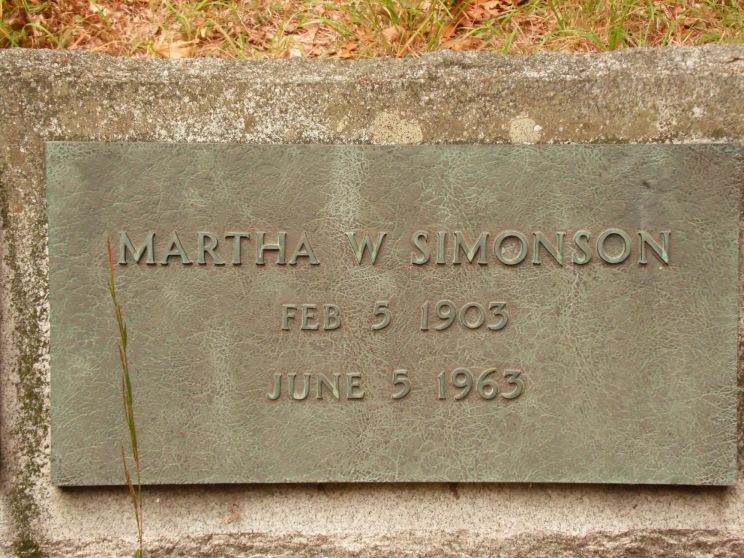 MARTHA W SIMONSON
FEB 5 1903
JUNE 5 1963